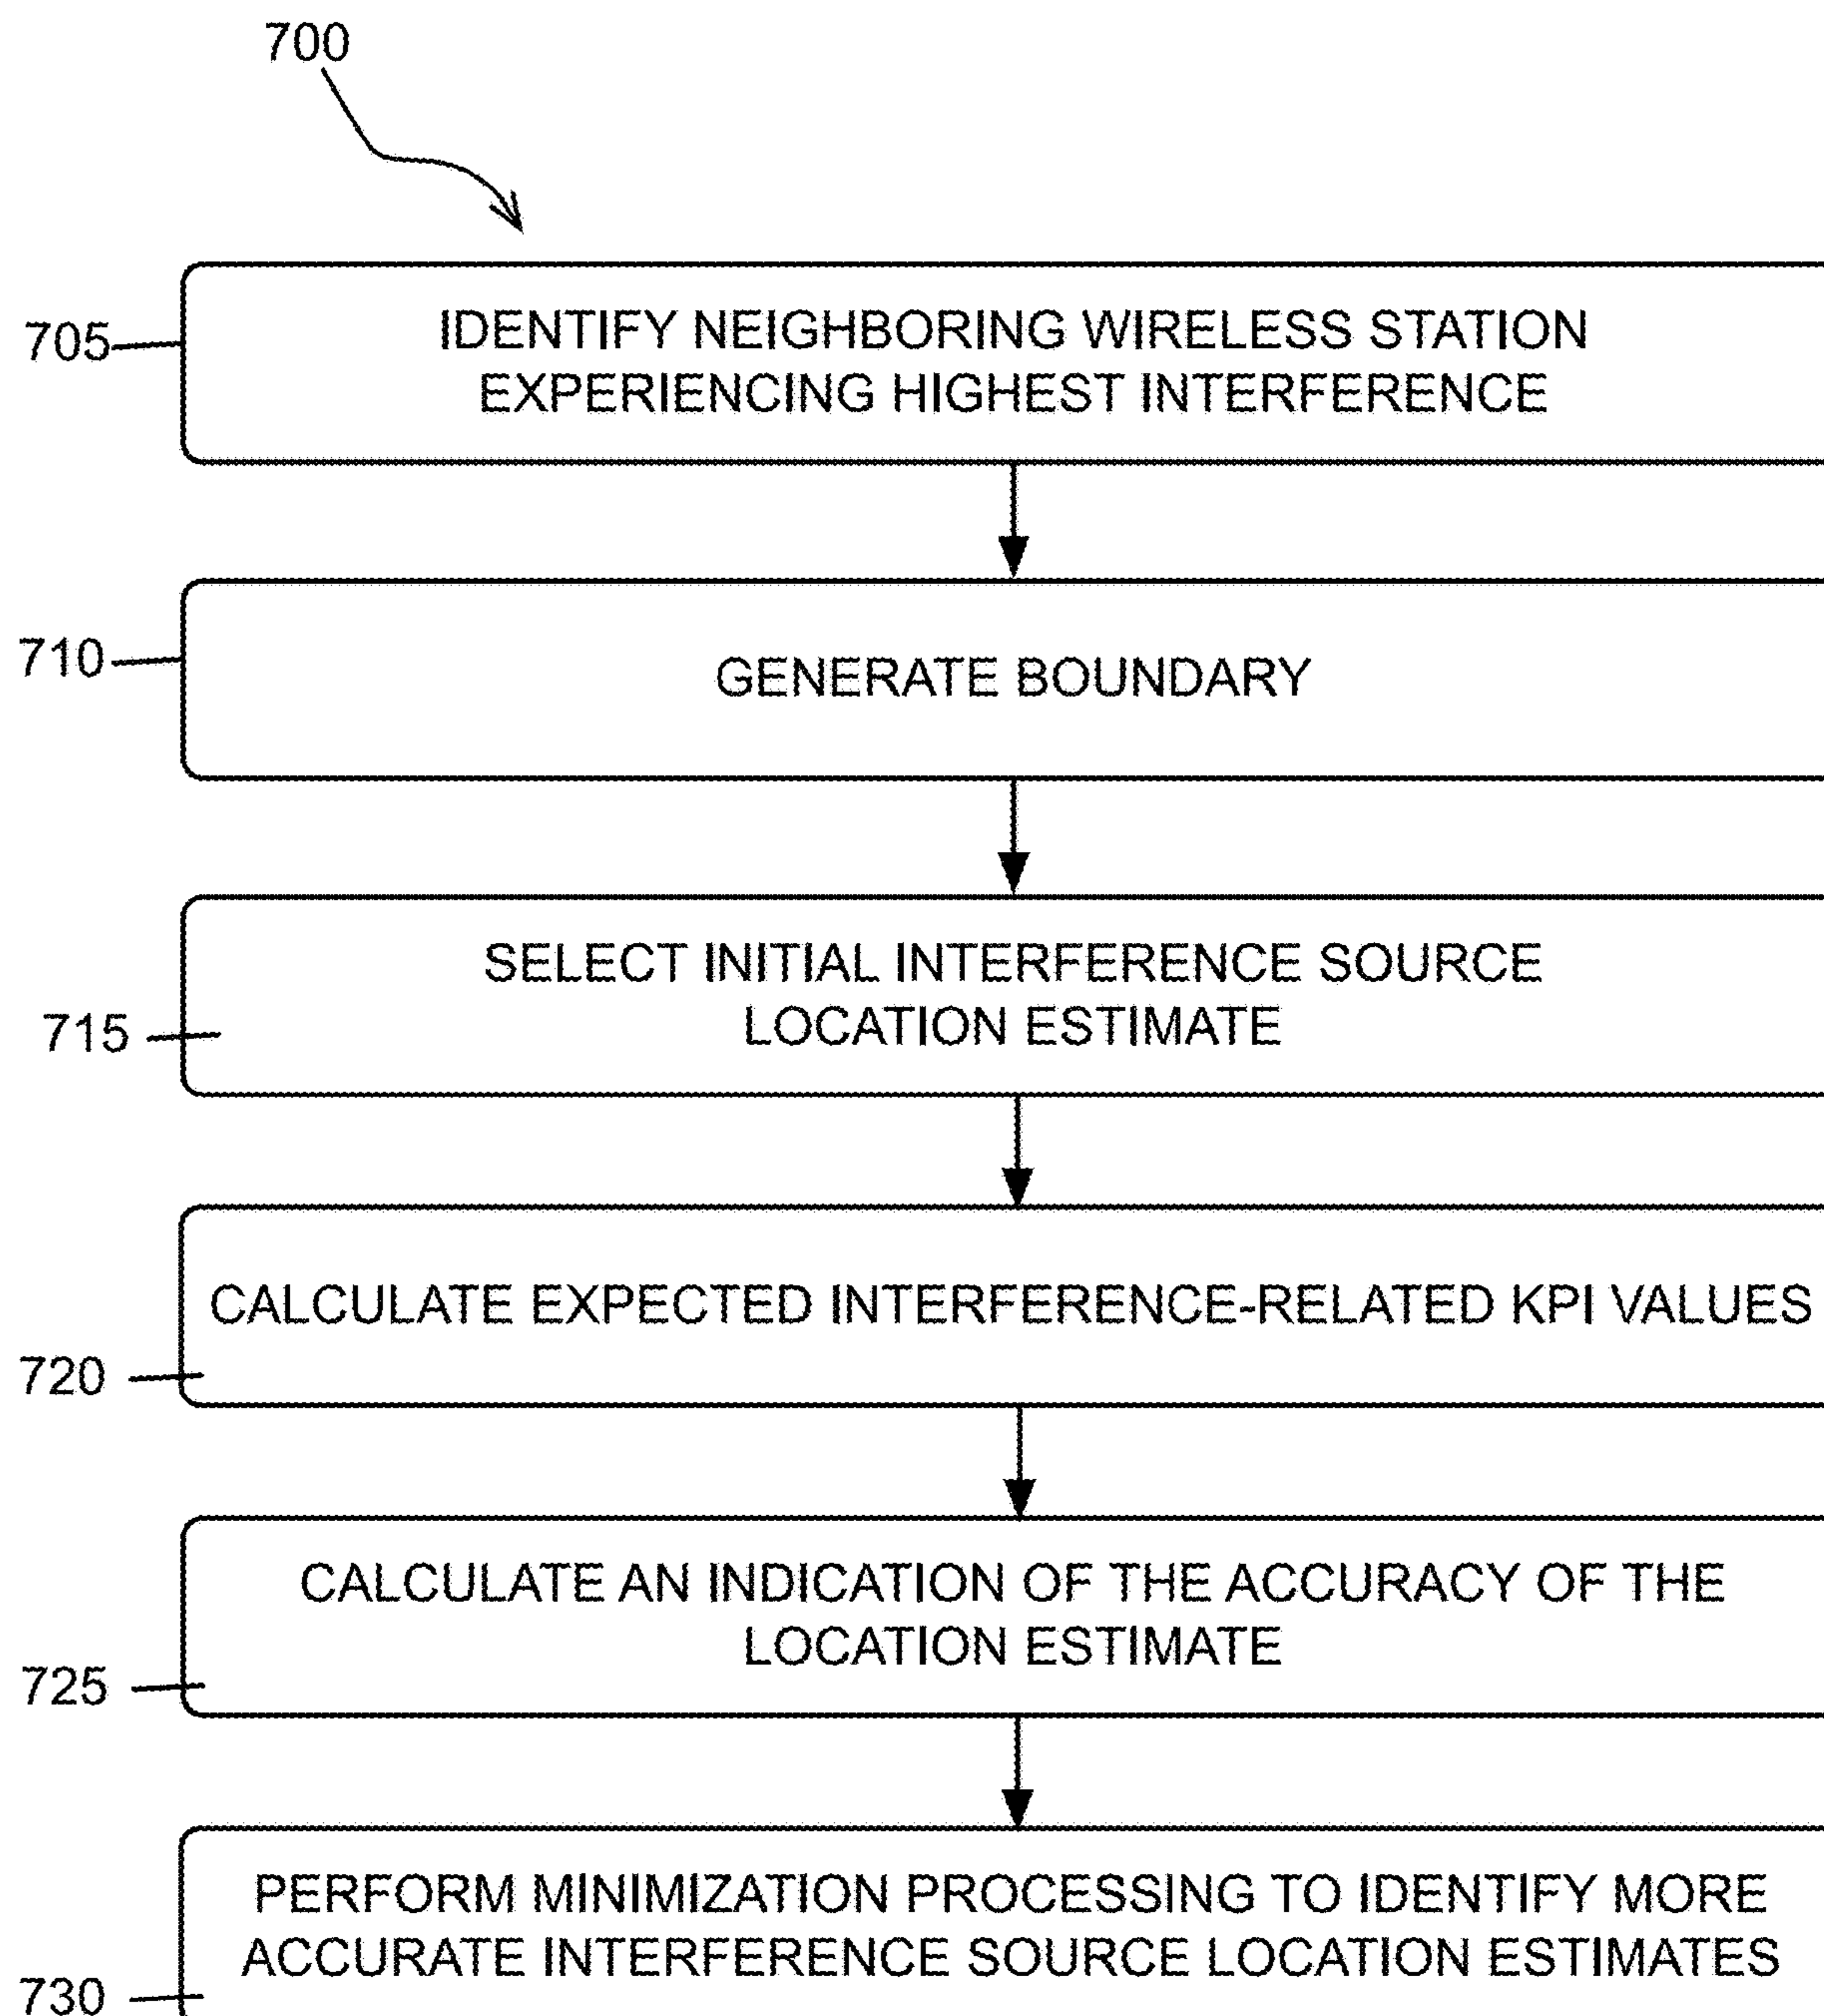 700
705
IDENTIFY NEIGHBORING WIRELESS STATION
EXPERIENCING HIGHEST INTERFERENCE
710
GENERATE BOUNDARY
SELECT INITIAL INTERFERENCE SOURCE
LOCATION ESTIMATE
715
CALCULATE EXPECTED INTERFERENCE-RELATED KPI VALUES
720
CALCULATE AN INDICATION OF THE ACCURACY OF THE
LOCATION ESTIMATE
725
PERFORM MINIMIZATION PROCESSING TO IDENTIFY MORE
ACCURATE INTERFERENCE SOURCE LOCATION ESTIMATES
730